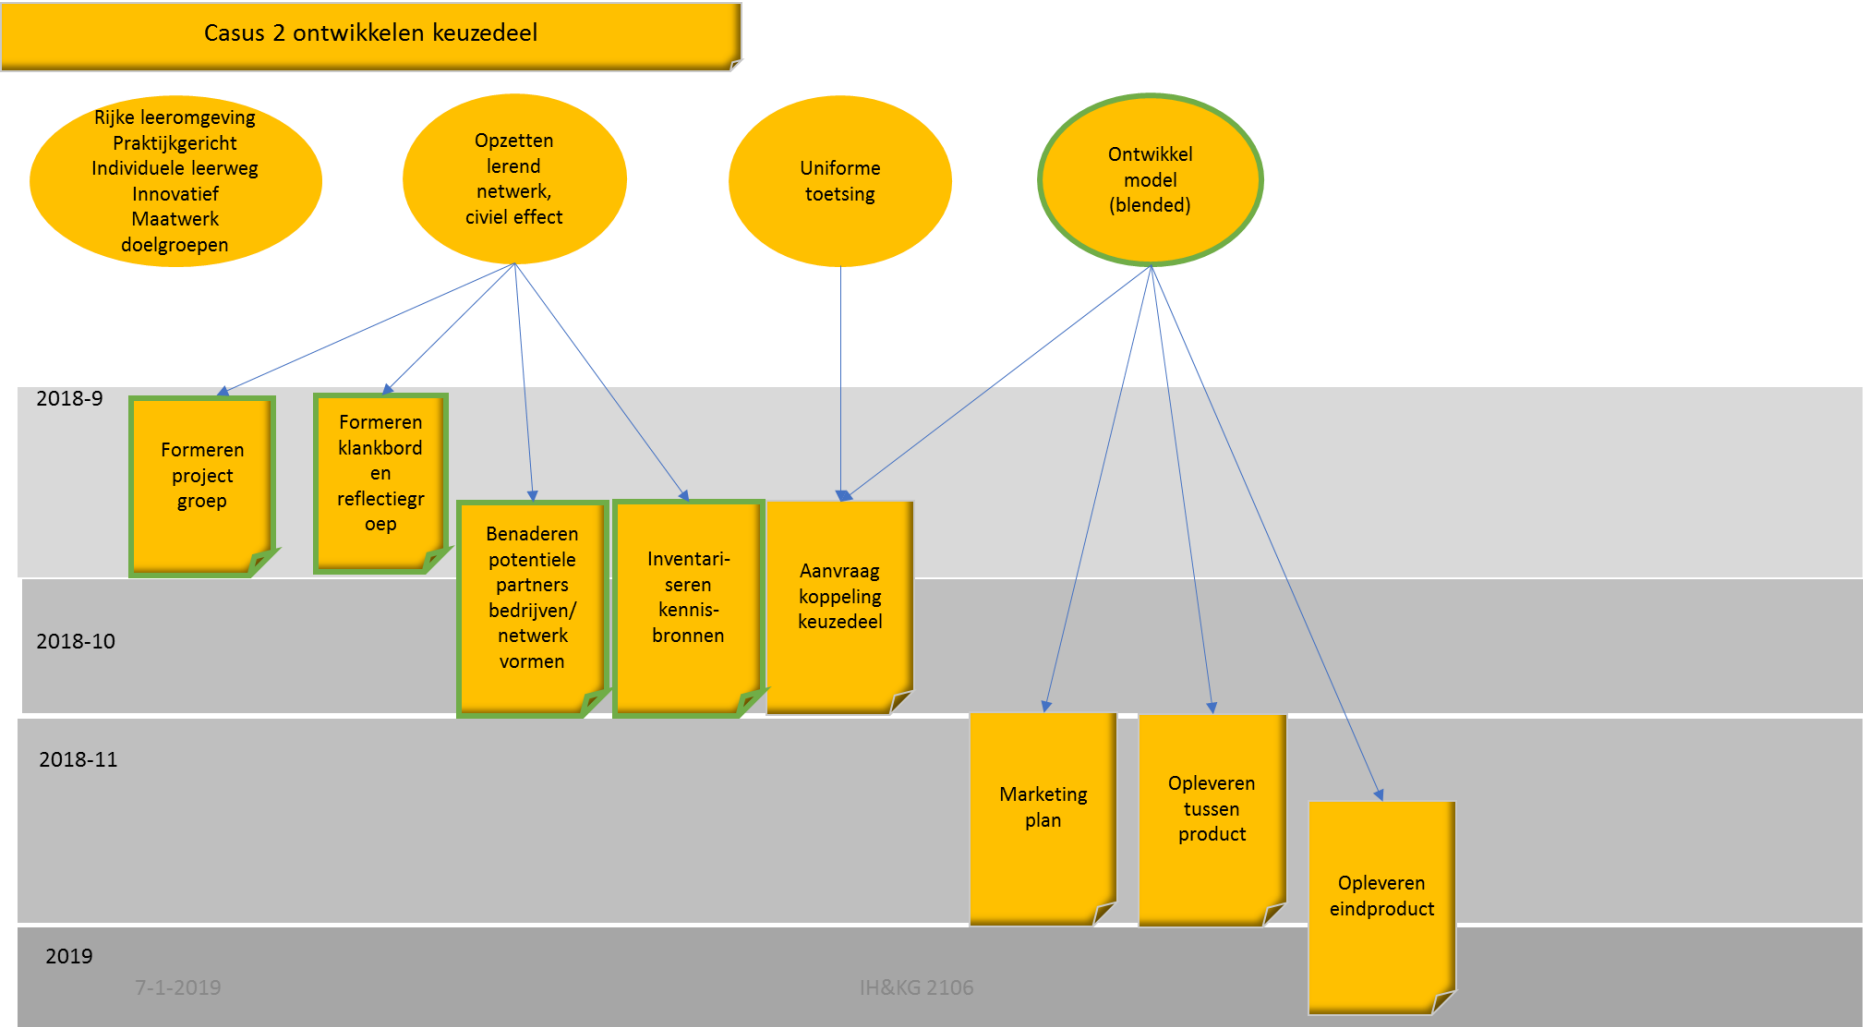 Casus 2 ontwikkelen keuzedeel
Rijke leeromgeving
Praktijkgericht
Individuele leerweg
Innovatief
Maatwerk
doelgroepen
Opzetten
lerend
netwerk,
civiel effect
Uniforme
toetsing
Ontwikkel
model
(blended)
2018-9
Formeren
project
groep
Formeren
klankbord
en
reflectiegr
oep
Benaderen
potentiele
partners
bedrijven/
netwerk
vormen
Inventari-
seren
kennis-
bronnen
Aanvraag
koppeling
keuzedeel
2018-10
2018-11
Marketing
plan
Opleveren
tussen
product
Opleveren
eindproduct
2019
7-1-2019
IH&KG 2106